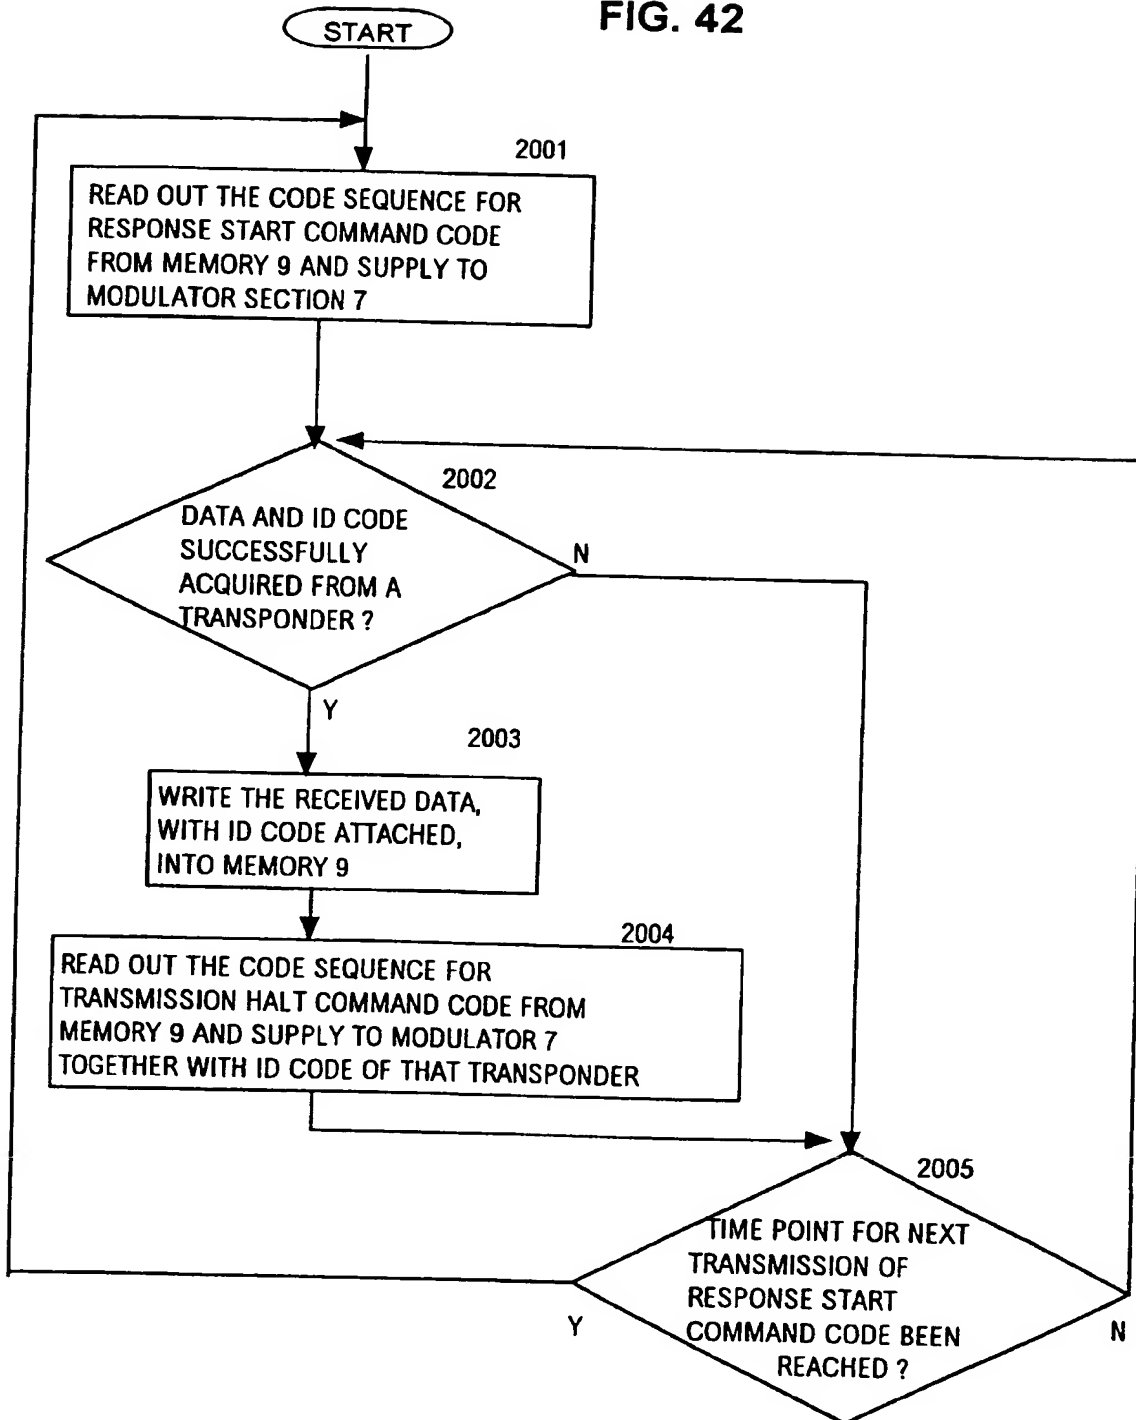 FIG. 42
START
2001
READ OUT THE CODE SEQUENCE FOR
RESPONSE START COMMAND CODE
FROM MEMORY 9 AND SUPPLY TO
MODULATOR SECTION 7
2002
DATA AND ID CODE
SUCCESSFULLY
ACQUIRED FROM A
TRANSPONDER ?
N
Y
2003
WRITE THE RECEIVED DATA,
WITH ID CODE ATTACHED,
INTO MEMORY 9
2004
READ OUT THE CODE SEQUENCE FOR
TRANSMISSION HALT COMMAND CODE FROM
MEMORY 9 AND SUPPLY TO MODULATOR 7
TOGETHER WITH ID CODE OF THAT TRANSPONDER
2005
TIME POINT FOR NEXT
TRANSMISSION OF
RESPONSE START
COMMAND CODE BEEN
REACHED ?
Y
N